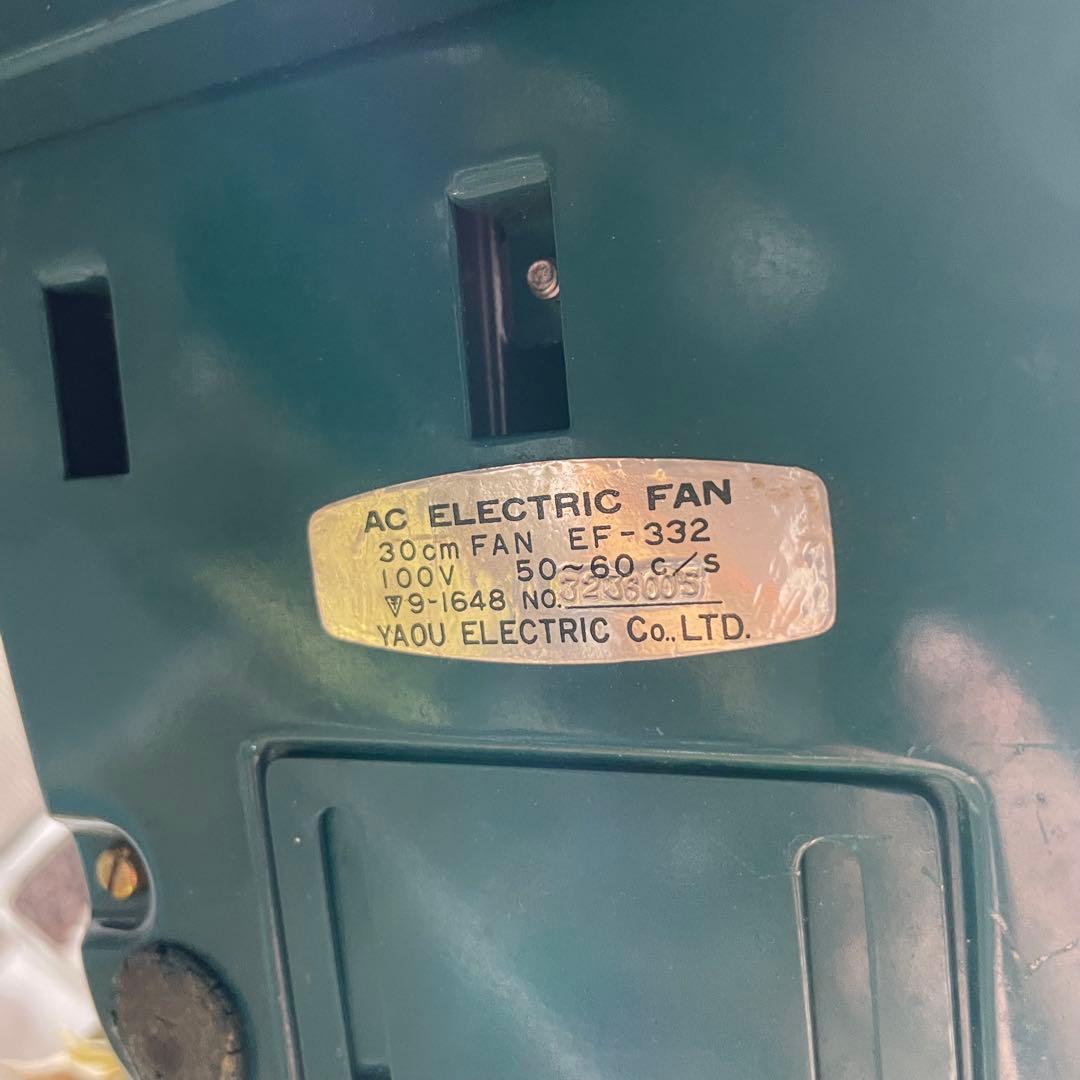 AC ELECTRIC FAN
30cm FAN EF-332
100V 50~60 c/s
▽9-1648 NO.
YAOU ELECTRIC Co., LTD.